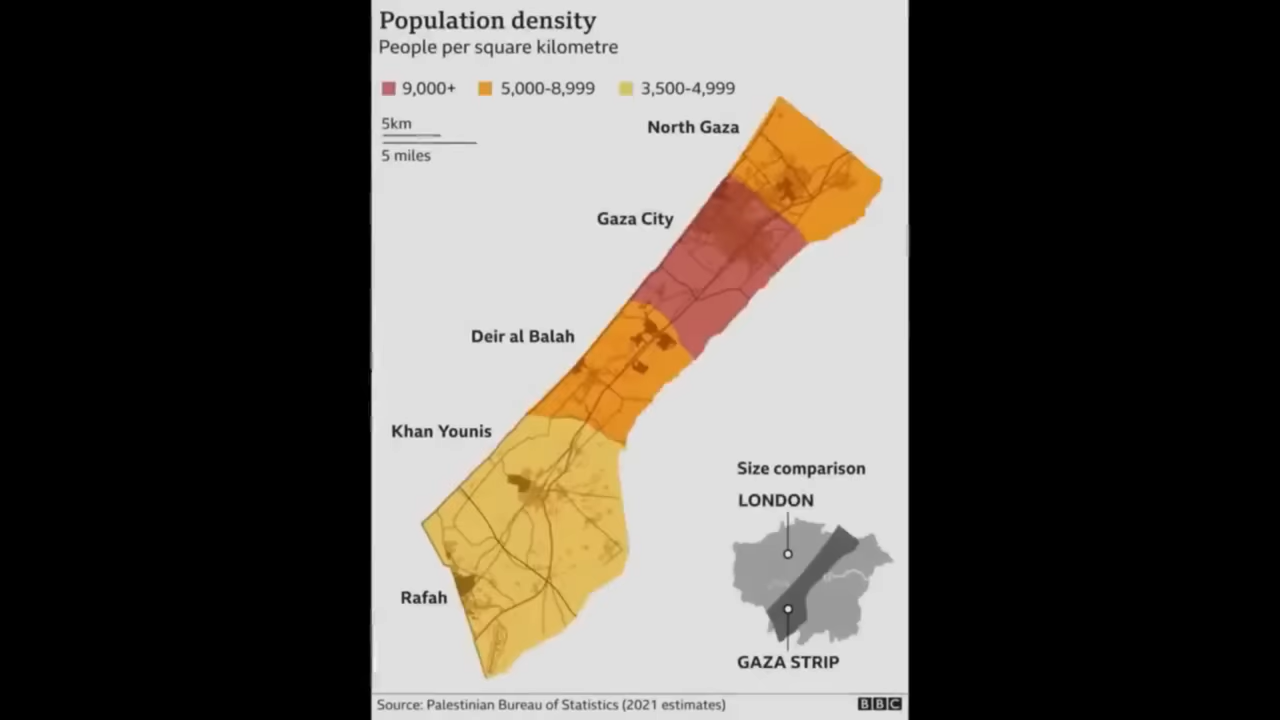 Population density
People per square kilometre
9,000+ 5,000-8,999 3,500-4,999
5km
5 miles
North Gaza
Gaza City
Deir al Balah
Khan Younis
Rafah
Size comparison
LONDON
GAZA STRIP
Source: Palestinian Bureau of Statistics (2021 estimates)
BBC